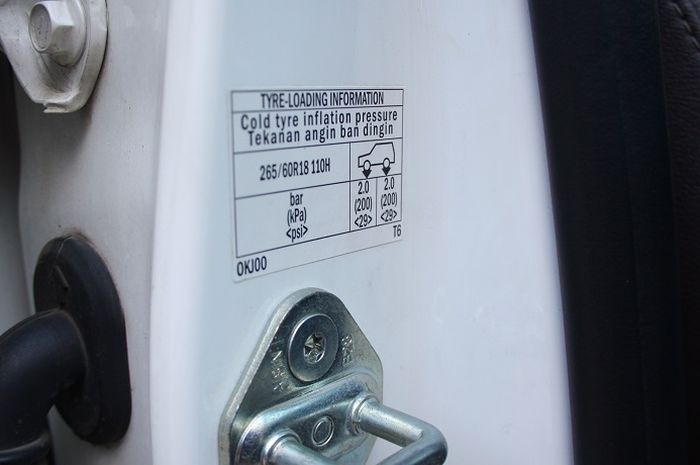 TYRE-LOADING INFORMATION
Cold tyre inflation pressure
Tekanan angin ban dingin
265/60R18 110H
bar 2.0 2.0
(kPa) (200) (200)
<psi> <29> <29>
OKJ00 T6